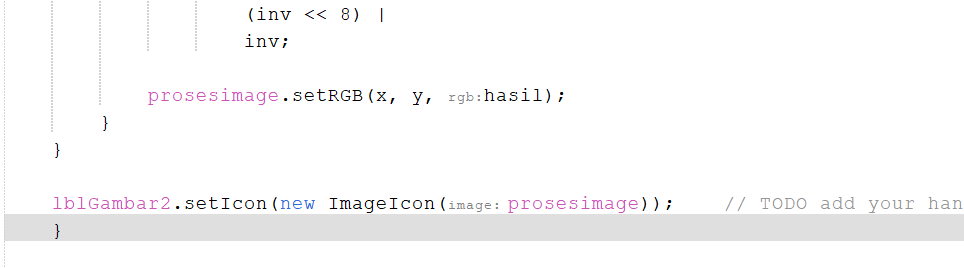 (inv << 8) |
inv;
prosesimage.setRGB(x, y, rgb:hasil);
}
}
lblGambar2.setIcon(new ImageIcon(image: prosesimage)); // TODO add your han
}